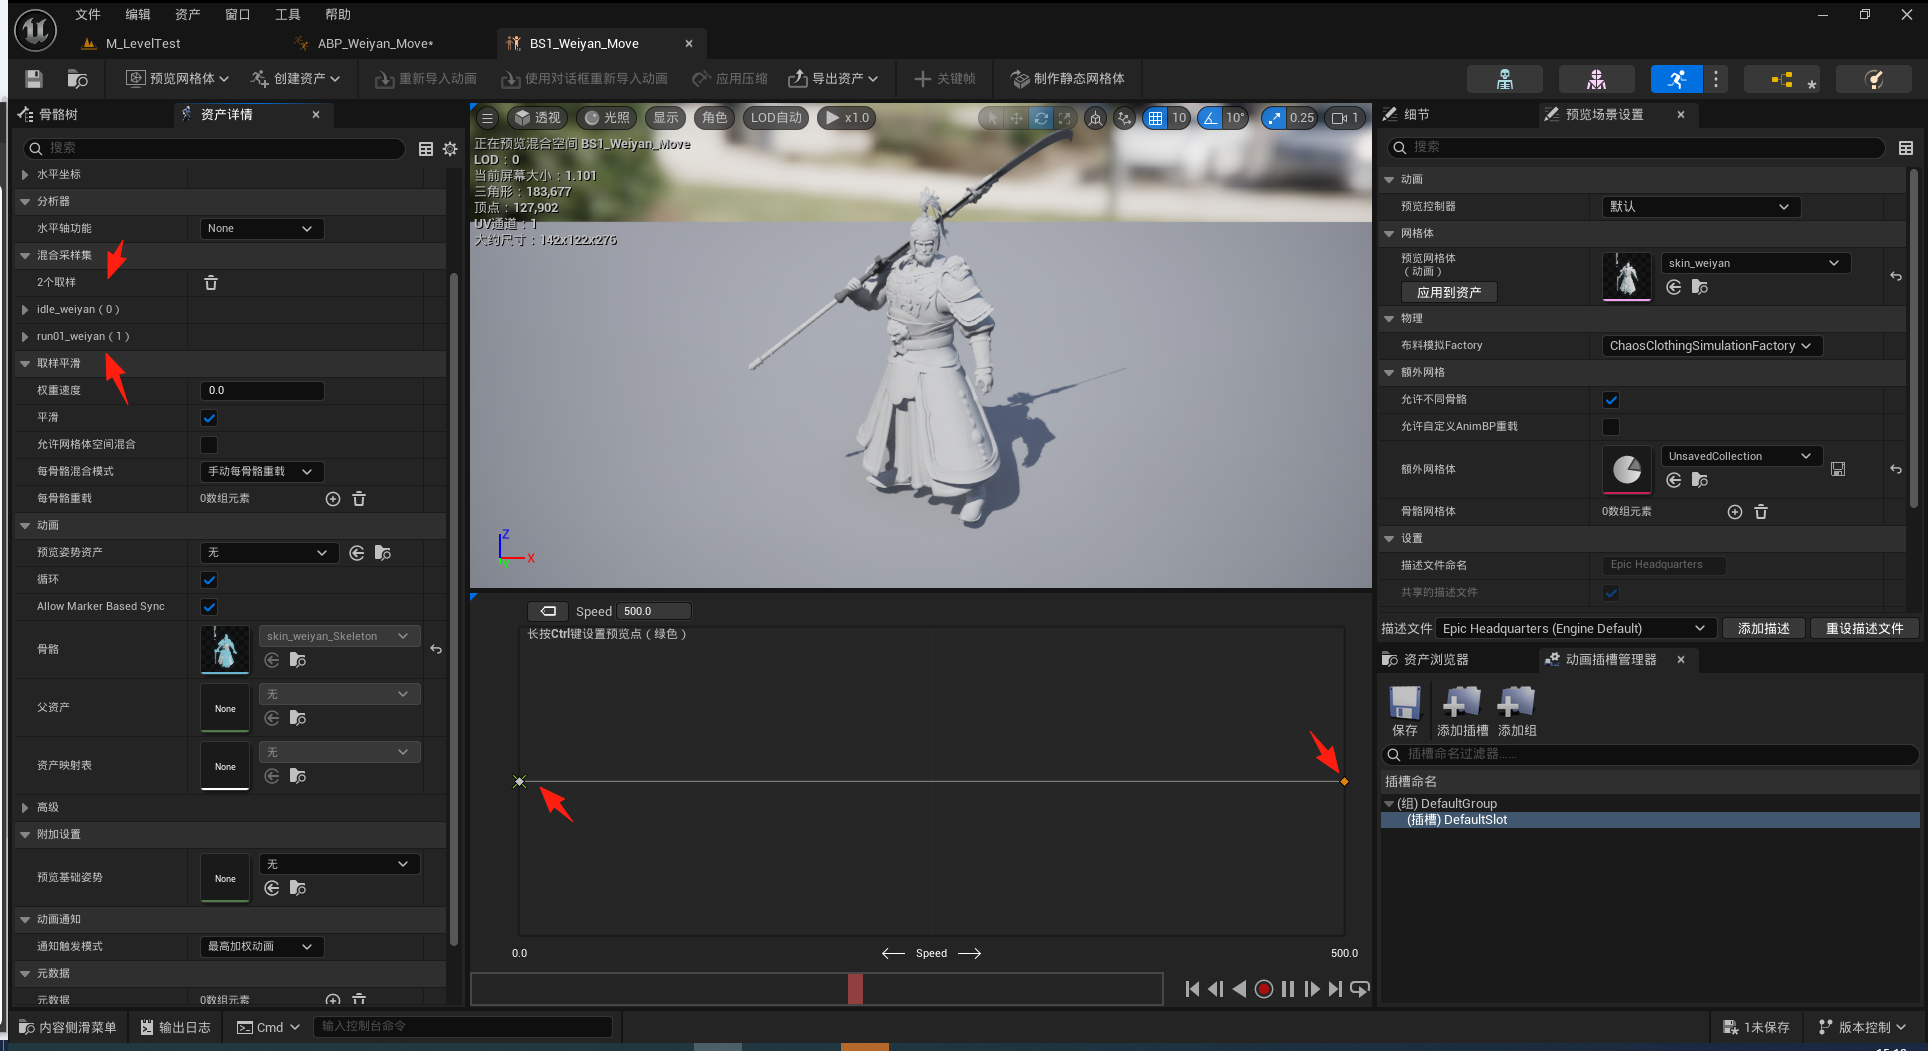 文件 编辑 资产 窗口 工具 帮助
M_LevelTest ABP_Weiyan_Move* BS1_Weiyan_Move
预览网格体 创建资产 重新导入动画 使用对话框重新导入动画 应用压缩 导出资产 关键帧 制作静态网格体
骨骼树 资产详情
搜索
水平坐标
分析器
水平轴功能 None
混合采样集
2个取样
idle_weiyan ( 0 )
run01_weiyan ( 1 )
取样平滑
权重速度 0.0
平滑
允许网格体空间混合
每骨骼混合模式 手动每骨骼重载
每骨骼重载 0数组元素
动画
预览姿势资产 无
循环
Allow Marker Based Sync
骨骼 skin_weiyan_Skeleton
父资产 None 无
资产映射表 None 无
高级
附加设置
预览基础姿势 None 无
动画通知
通知触发模式 最高加权动画
元数据
元数据 0数组元素
透视 光照 显示 角色 LOD自动 x1.0 10 10° 0.25 1
正在预览混合空间 BS1_Weiyan_Move
LOD：0
当前屏幕大小：1.101
三角形：183,677
顶点：127,902
UV通道：1
大约尺寸：142x122x276
Z
X
Y
Speed 500.0
长按Ctrl键设置预览点（绿色）
0.0 Speed 500.0
细节 预览场景设置
搜索
动画
预览控制器 默认
网格体
预览网格体
（动画） skin_weiyan
应用到资产
物理
布料模拟Factory ChaosClothingSimulationFactory
额外网格
允许不同骨骼
允许自定义AnimBP重载
额外网格体 UnsavedCollection
骨骼网格体 0数组元素
设置
描述文件命名 Epic Headquarters
共享的描述文件
描述文件 Epic Headquarters (Engine Default) 添加描述 重设描述文件
资产浏览器 动画插槽管理器
保存 添加插槽 添加组
插槽命名过滤器……
插槽命名
(组) DefaultGroup
(插槽) DefaultSlot
内容侧滑菜单 输出日志 Cmd 输入控制台命令 1未保存 版本控制